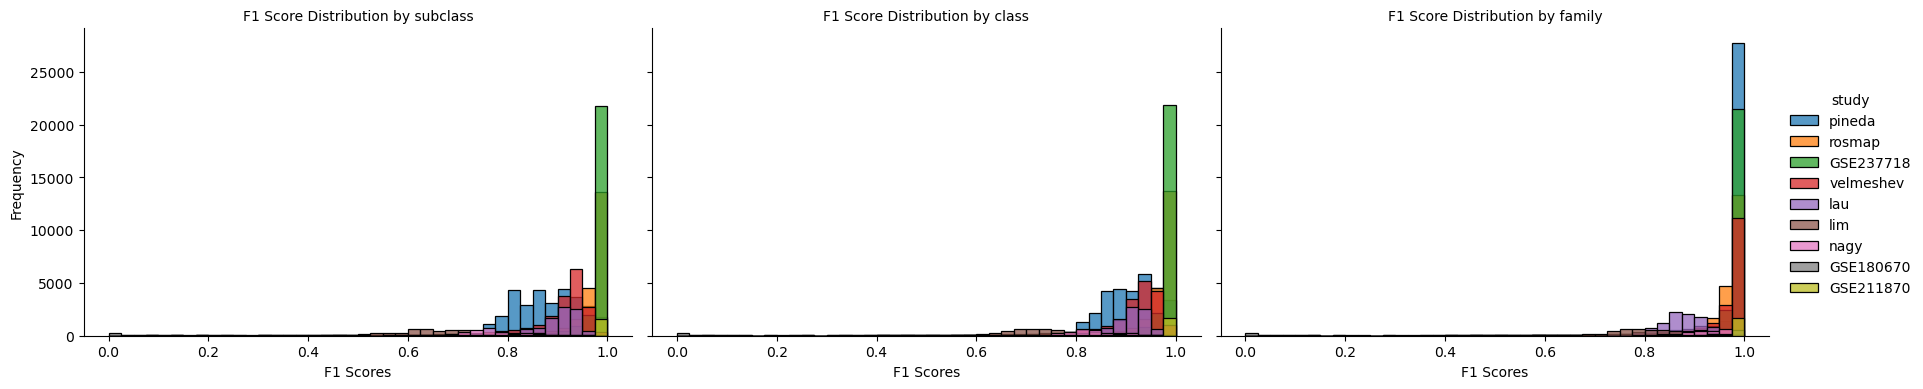 F1 Score Distribution by subclass
F1 Score Distribution by class
F1 Score Distribution by family
Frequency
25000
20000
15000
10000
5000
0
0.0 0.2 0.4 0.6 0.8 1.0
0.0 0.2 0.4 0.6 0.8 1.0
0.0 0.2 0.4 0.6 0.8 1.0
F1 Scores
F1 Scores
F1 Scores
study
pineda
rosmap
GSE237718
velmeshev
lau
lim
nagy
GSE180670
GSE211870